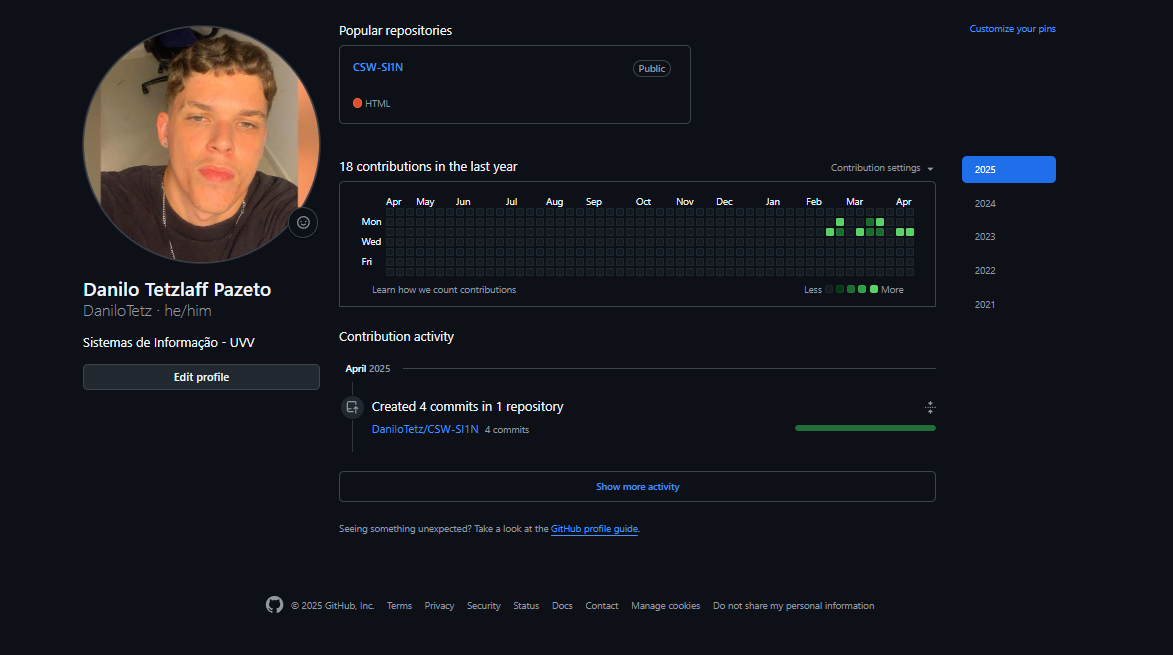 Popular repositories
Customize your pins
CSW-SI1N
Public
HTML
18 contributions in the last year
Contribution settings
2025
2024
2023
2022
2021
Apr May Jun Jul Aug Sep Oct Nov Dec Jan Feb Mar Apr
Mon
Wed
Fri
Learn how we count contributions
Less More
Danilo Tetzlaff Pazeto
DaniloTetz · he/him
Sistemas de Informação - UVV
Edit profile
Contribution activity
April 2025
Created 4 commits in 1 repository
DaniloTetz/CSW-SI1N 4 commits
Show more activity
Seeing something unexpected? Take a look at the GitHub profile guide.
© 2025 GitHub, Inc. Terms Privacy Security Status Docs Contact Manage cookies Do not share my personal information